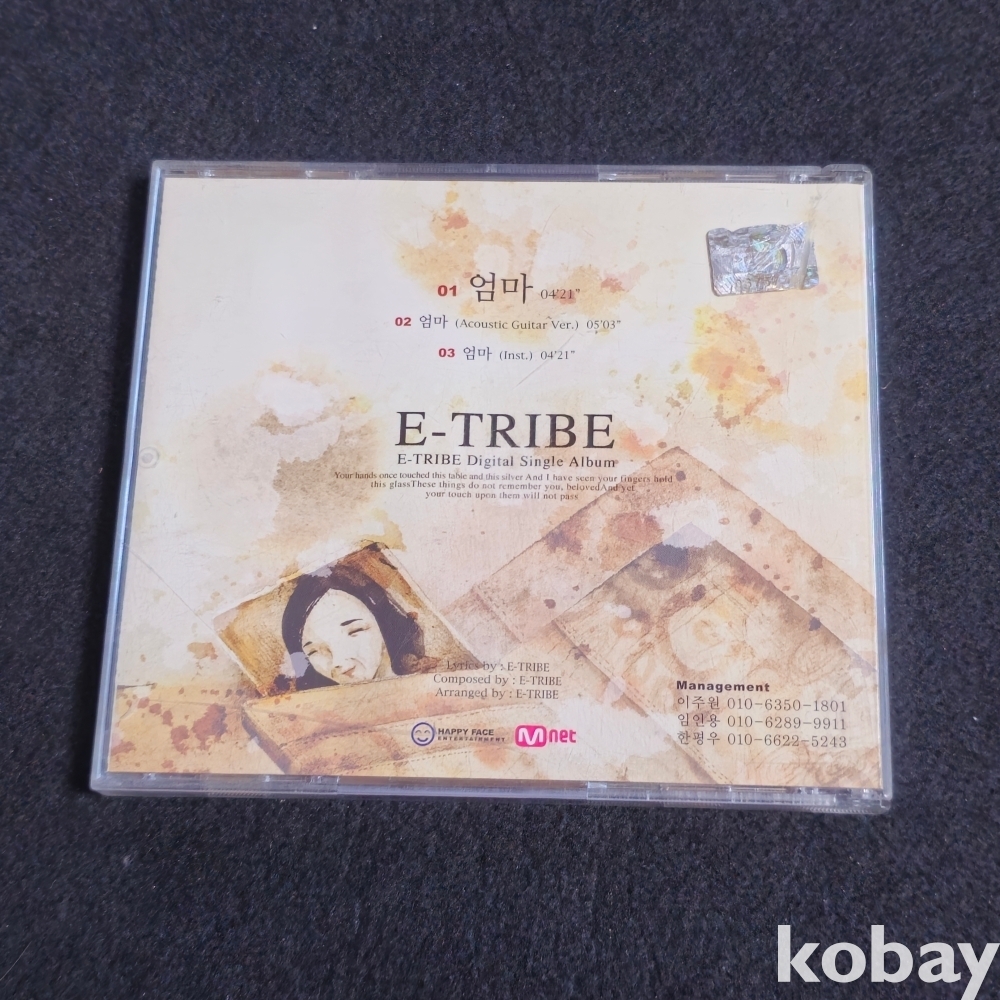 01 엄마 04'21"
02 엄마 (Acoustic Guitar Ver.) 05'03"
03 엄마 (Inst.) 04'21"
E-TRIBE
E-TRIBE Digital Single Album
Your hands once touched this table and this silver And I have seen your fingers hold
this glassThese things do not remember you, belovedAnd yet
your touch upon them will not pass
Lyrics by : E-TRIBE
Composed by : E-TRIBE
Arranged by : E-TRIBE
HAPPY FACE
ENTERTAINMENT
Mnet
Management
이주원 010-6350-1801
임인용 010-6289-9911
한평우 010-6622-5243
kobay